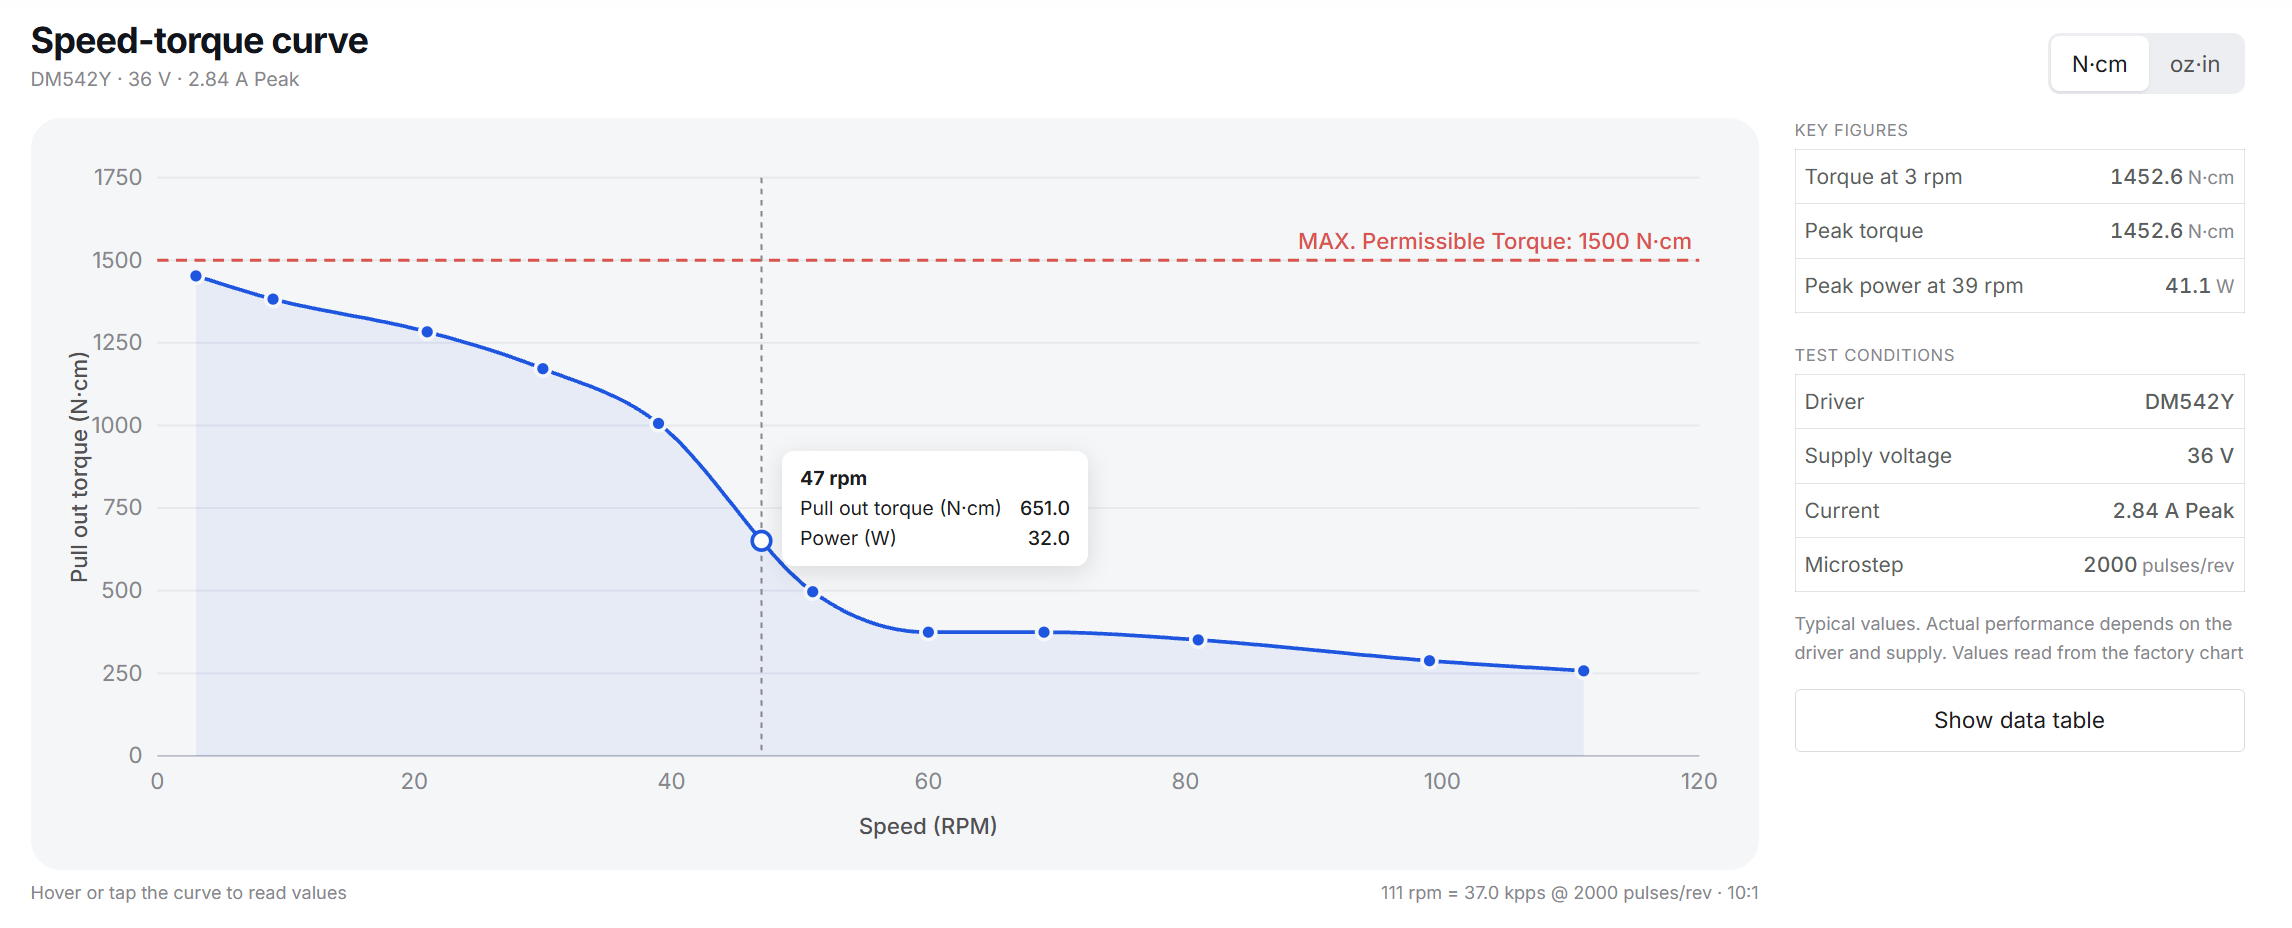 Speed-torque curve
DM542Y · 36 V · 2.84 A Peak
N·cm
oz·in
1750
1500
1250
1000
750
500
250
0
Pull out torque (N·cm)
MAX. Permissible Torque: 1500 N·cm
47 rpm
Pull out torque (N·cm) 651.0
Power (W) 32.0
0 20 40 60 80 100 120
Speed (RPM)
Hover or tap the curve to read values
111 rpm = 37.0 kpps @ 2000 pulses/rev · 10:1
KEY FIGURES
Torque at 3 rpm 1452.6 N·cm
Peak torque 1452.6 N·cm
Peak power at 39 rpm 41.1 W
TEST CONDITIONS
Driver DM542Y
Supply voltage 36 V
Current 2.84 A Peak
Microstep 2000 pulses/rev
Typical values. Actual performance depends on the
driver and supply. Values read from the factory chart
Show data table